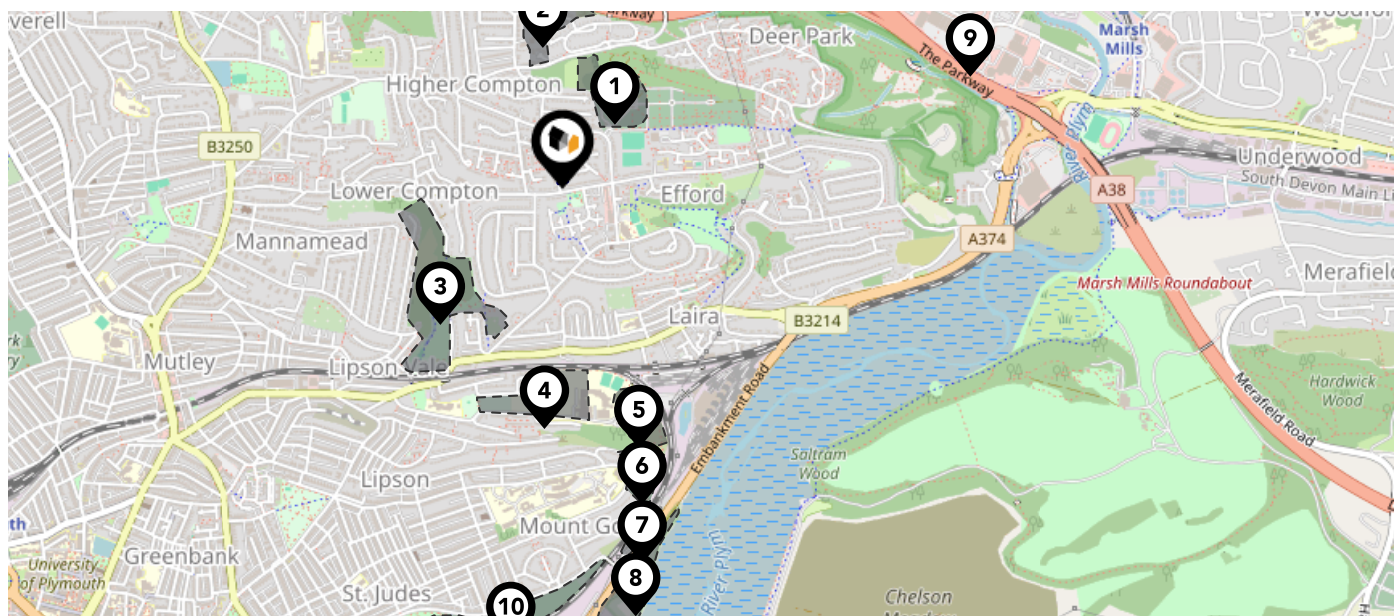 2
Parkway
Deer Park
9
Marsh
Mills
The Parkway
Higher Compton
1
River Plym
B3250
Underwood
South Devon Main L
Lower Compton
Efford
A38
Mannamead
A374
Merafield
3
Marsh Mills Roundabout
Laira
B3214
Mutley
Lipson Vale
4
5
Embankment Road
Hardwick
Wood
Merafield Road
6
Saltram
Wood
Lipson
7
Mount Go
Greenbank
University
of Plymouth
8
River Plym
St. Judes
10
Chelson
Meadow